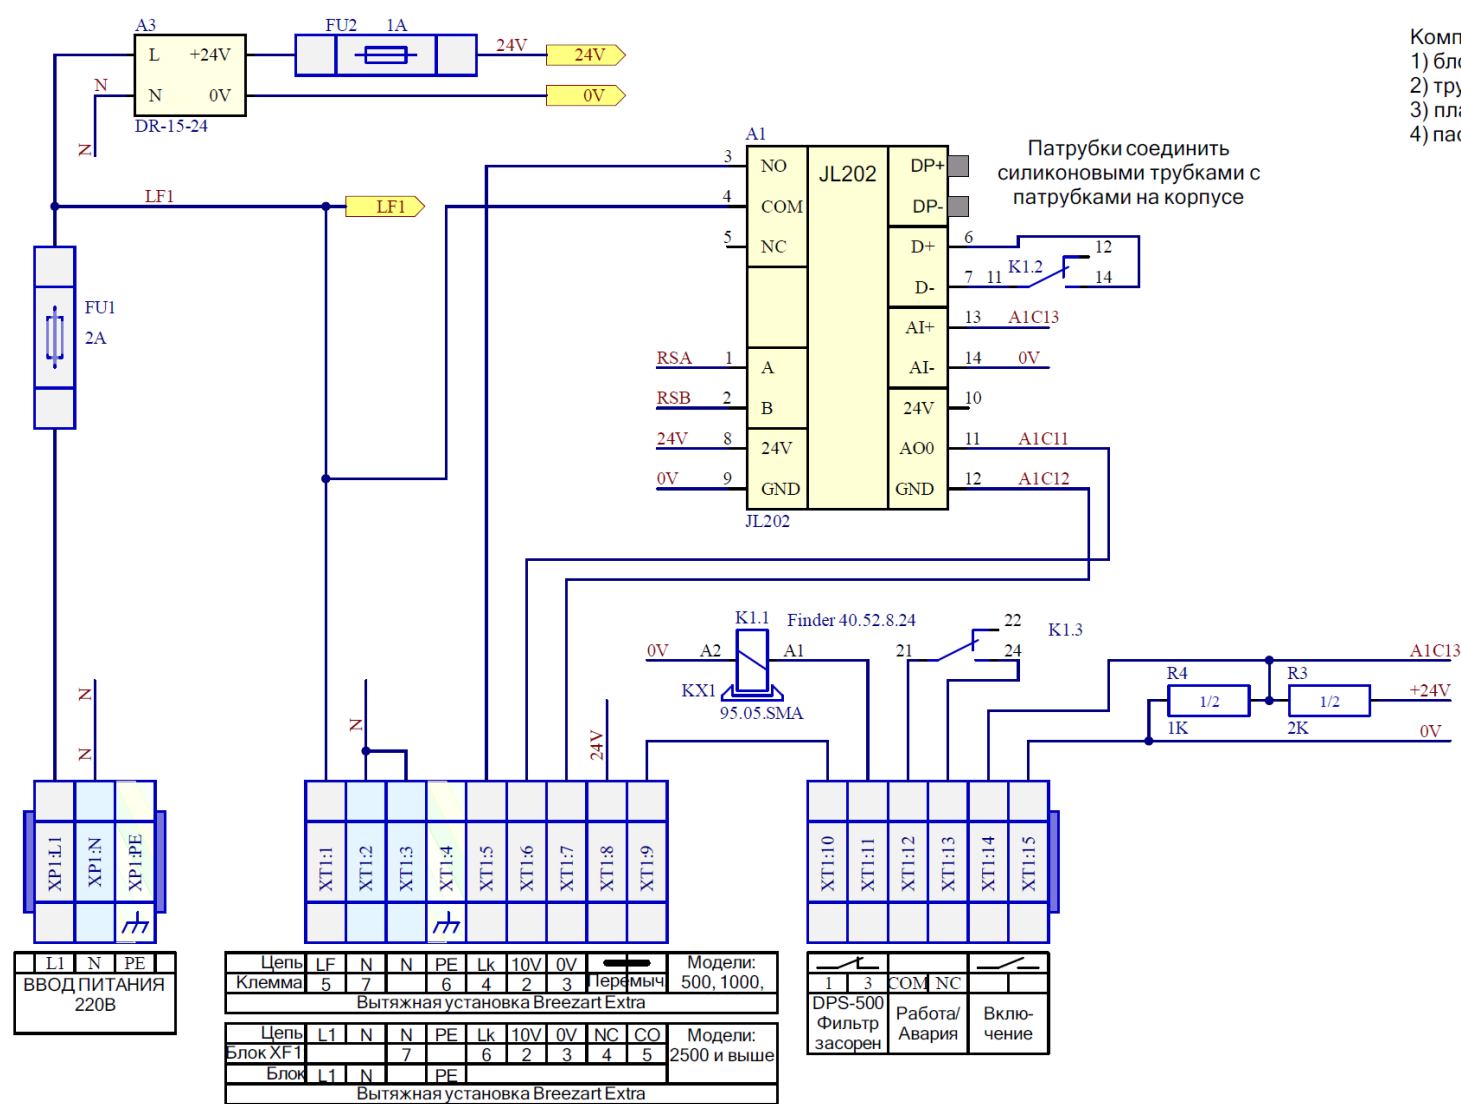 A3
L +24V
N 0V
DR-15-24
N
N
FU2 1A
24V
24V
0V
LF1
LF1
FU1
2A
Комп
1) бло
2) тру
3) пла
4) пас
Патрубки соединить
силиконовыми трубками с
патрубками на корпусе
A1
JL202
3 NO
4 COM
5 NC
RSA 1 A
RSB 2 B
24V 8 24V
0V 9 GND
DP+
DP-
D+ 6
D- 7
AI+ 13 A1C13
AI- 14 0V
24V 10
AO0 11 A1C11
GND 12 A1C12
JL202
11 K1.2 12
14
K1.1 Finder 40.52.8.24
0V A2 A1
KX1
95.05.SMA
22
21 24
K1.3
A1C13
R4 R3
1/2 1/2
1K 2K
+24V
0V
N
N
N
24V
XP1:L1 XP1:N XP1:PE
XT1:1 XT1:2 XT1:3 XT1:4 XT1:5 XT1:6 XT1:7 XT1:8 XT1:9
XT1:10 XT1:11 XT1:12 XT1:13 XT1:14 XT1:15
L1 N PE
ВВОД ПИТАНИЯ
220В
Цепь LF N N PE Lk 10V 0V Модели:
Клемма 5 7 6 4 2 3 Перемыч. 500, 1000,
Вытяжная установка Breezart Extra
Цепь L1 N N PE Lk 10V 0V NC CO Модели:
Блок XF1 7 6 2 3 4 5 2500 и выше
Блок L1 N PE
Вытяжная установка Breezart Extra
1 3 COM NC
DPS-500
Фильтр
засорен
Работа/
Авария
Вклю-
чение